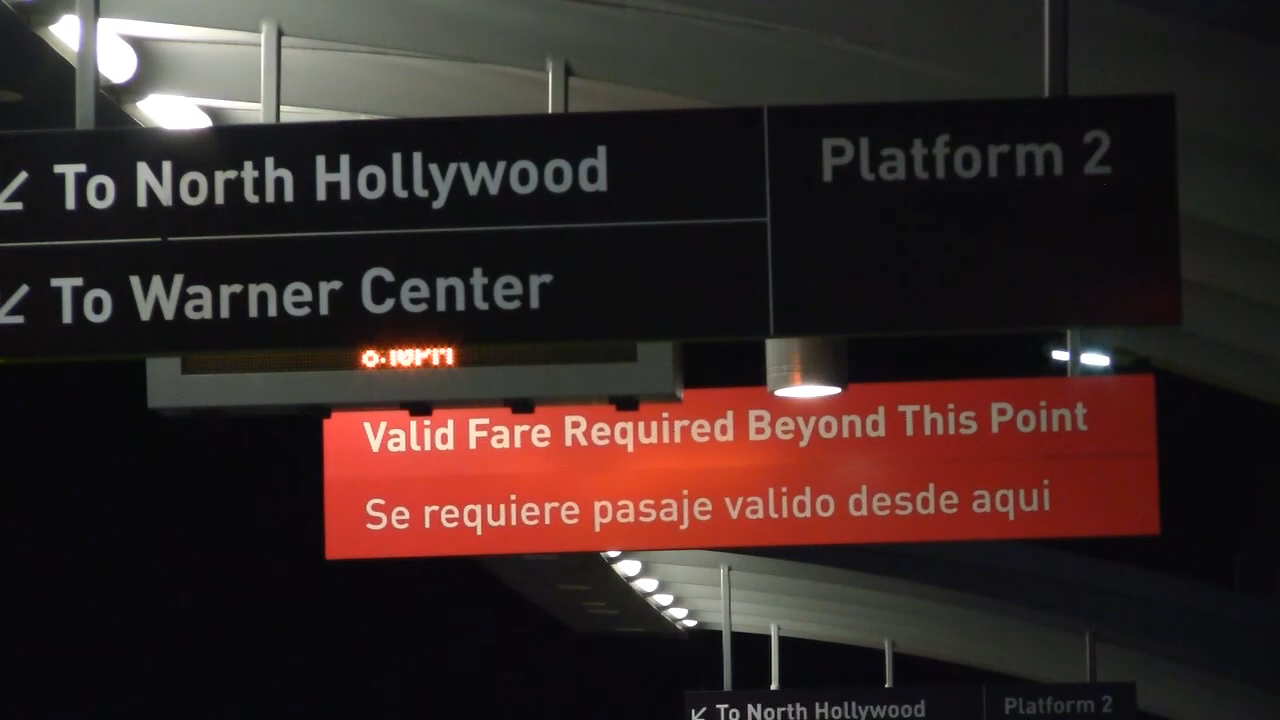 ↙ To North Hollywood
Platform 2
↙ To Warner Center
Valid Fare Required Beyond This Point
Se requiere pasaje valido desde aqui
↙ To North Hollywood
Platform 2